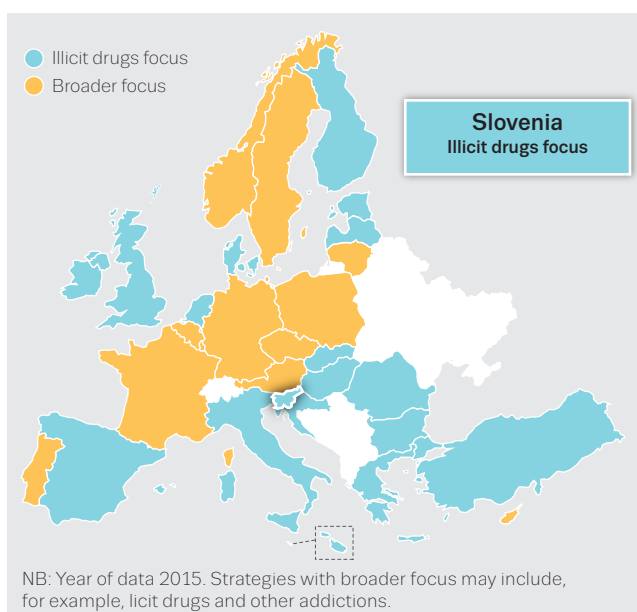 Illicit drugs focus
Broader focus
Slovenia
Illicit drugs focus
NB: Year of data 2015. Strategies with broader focus may include,
for example, licit drugs and other addictions.